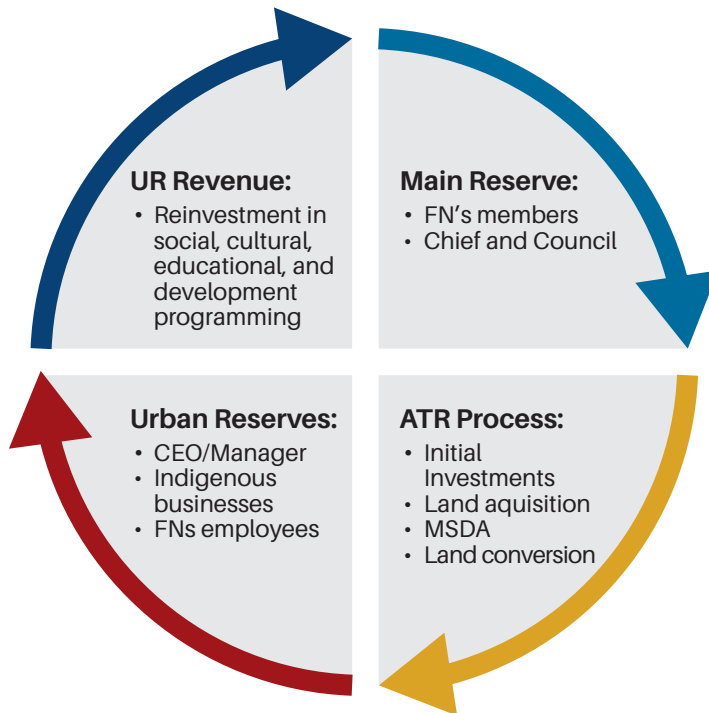 UR Revenue:
• Reinvestment in
social, cultural,
educational, and
development
programming
Main Reserve:
• FN's members
• Chief and Council
Urban Reserves:
• CEO/Manager
• Indigenous
businesses
• FNs employees
ATR Process:
• Initial
Investments
• Land aquisition
• MSDA
• Land conversion